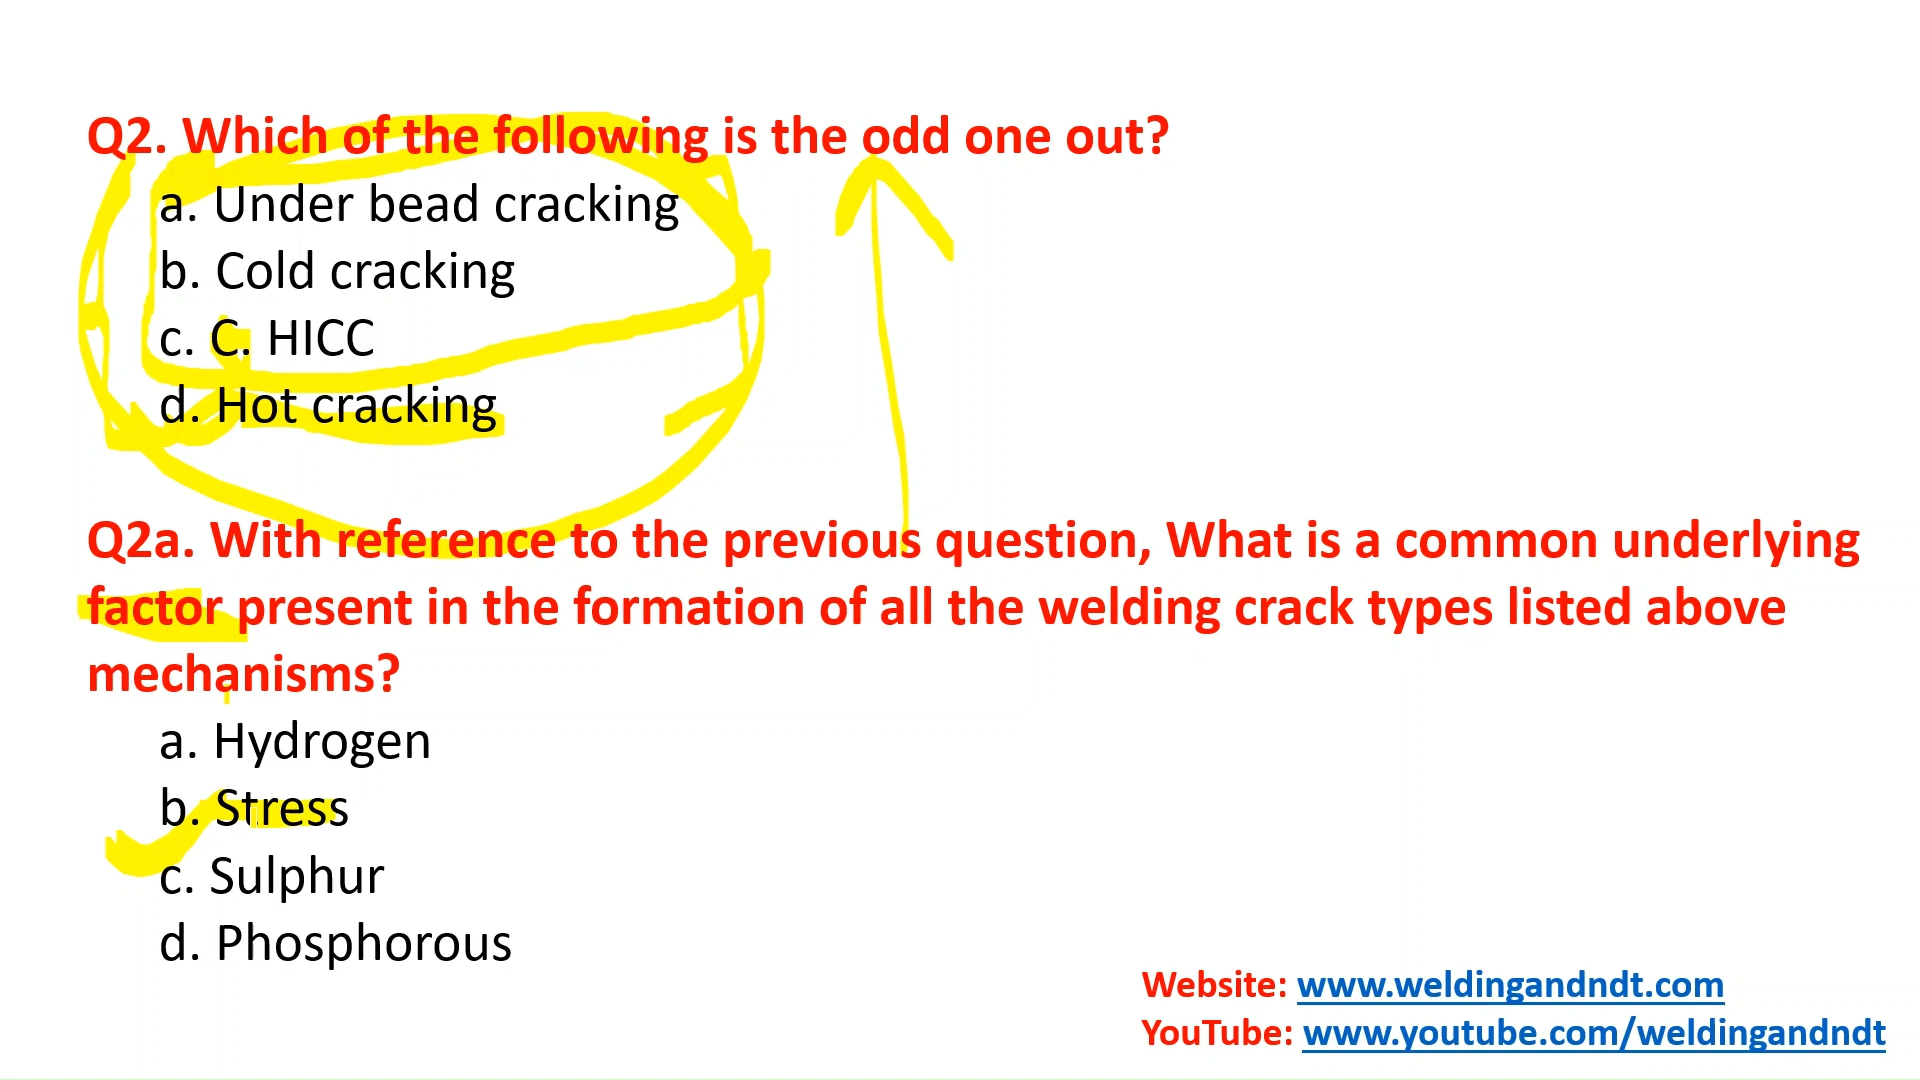 Q2. Which of the following is the odd one out?
a. Under bead cracking
b. Cold cracking
c. C. HICC
d. Hot cracking
Q2a. With reference to the previous question, What is a common underlying
factor present in the formation of all the welding crack types listed above
mechanisms?
a. Hydrogen
b. Stress
c. Sulphur
d. Phosphorous
Website: www.weldingandndt.com
YouTube: www.youtube.com/weldingandndt